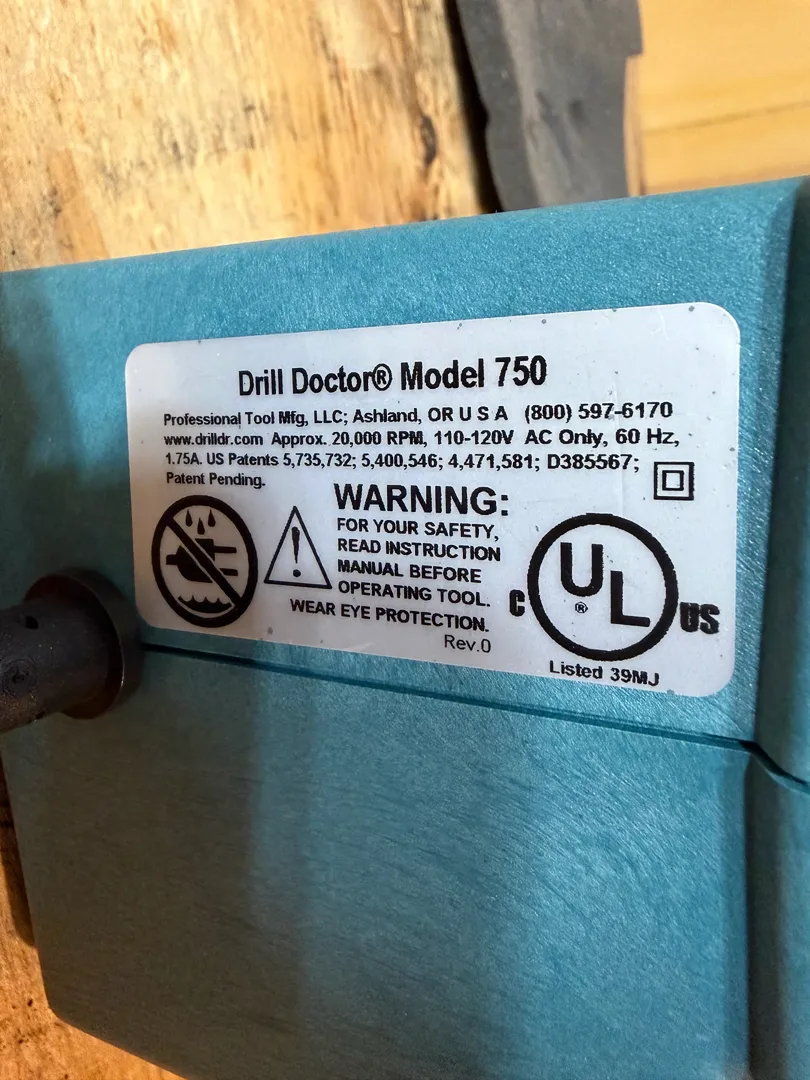 Drill Doctor® Model 750
Professional Tool Mfg, LLC; Ashland, OR U S A (800) 597-6170
www.drilldr.com Approx. 20,000 RPM, 110-120V AC Only, 60 Hz,
1.75A. US Patents 5,735,732; 5,400,546; 4,471,581; D385567;
Patent Pending.
WARNING:
FOR YOUR SAFETY,
READ INSTRUCTION
MANUAL BEFORE
OPERATING TOOL.
WEAR EYE PROTECTION.
Rev.0
C UL ® US
Listed 39MJ